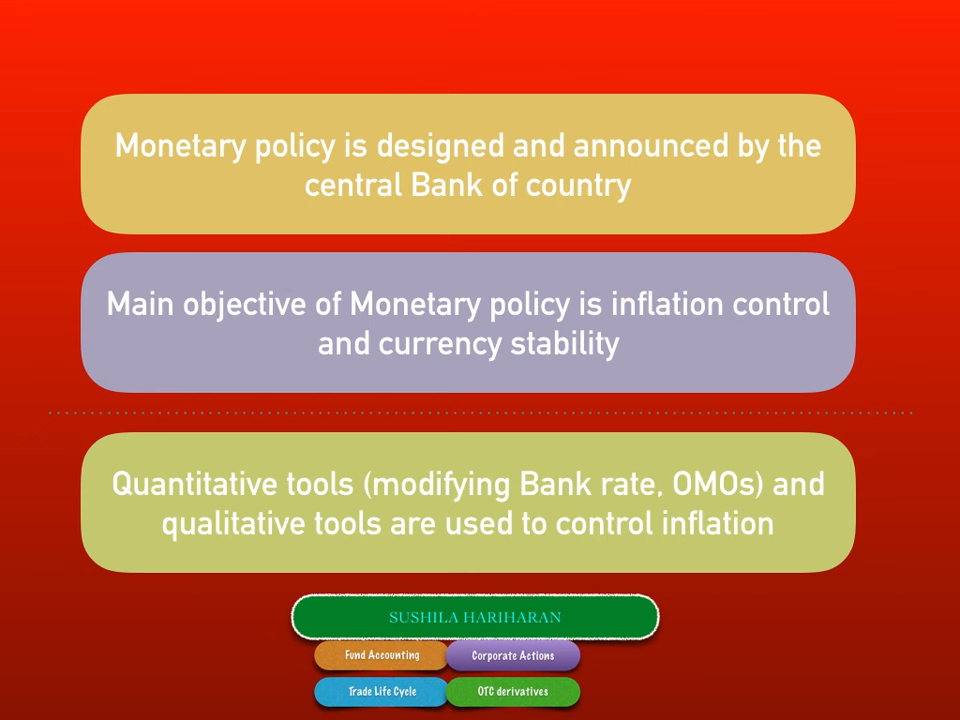 Monetary policy is designed and announced by the
central Bank of country
Main objective of Monetary policy is inflation control
and currency stability
Quantitative tools (modifying Bank rate, OMOs) and
qualitative tools are used to control inflation
SUSHILA HARIHARAN
Fund Accounting
Corporate Actions
Trade Life Cycle
OTC derivatives